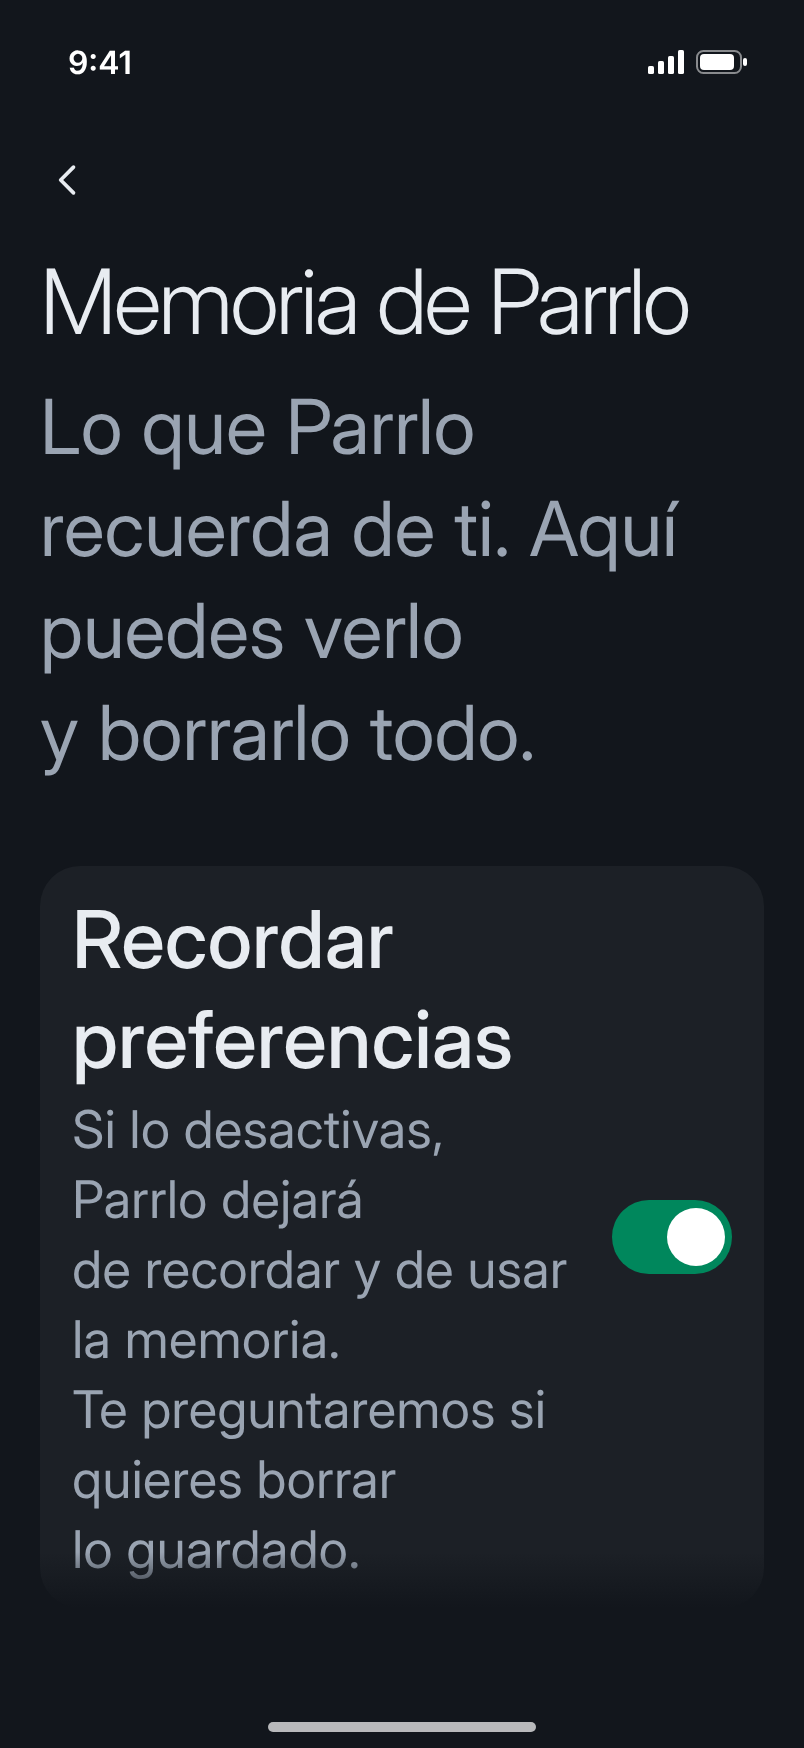 9:41
Memoria de Parrlo
Lo que Parrlo
recuerda de ti. Aquí
puedes verlo
y borrarlo todo.
Recordar
preferencias
Si lo desactivas,
Parrlo dejará
de recordar y de usar
la memoria.
Te preguntaremos si
quieres borrar
lo guardado.